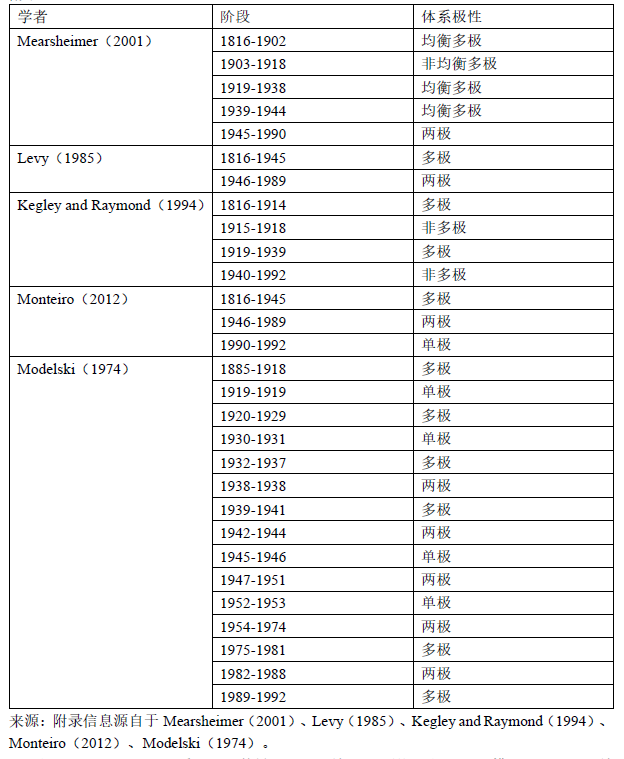 学者 阶段 体系极性
Mearsheimer（2001） 1816-1902 均衡多极
1903-1918 非均衡多极
1919-1938 均衡多极
1939-1944 均衡多极
1945-1990 两极
Levy（1985） 1816-1945 多极
1946-1989 两极
Kegley and Raymond（1994） 1816-1914 多极
1915-1918 非多极
1919-1939 多极
1940-1992 非多极
Monteiro（2012） 1816-1945 多极
1946-1989 两极
1990-1992 单极
Modelski（1974） 1885-1918 多极
1919-1919 单极
1920-1929 多极
1930-1931 单极
1932-1937 多极
1938-1938 两极
1939-1941 多极
1942-1944 两极
1945-1946 单极
1947-1951 两极
1952-1953 单极
1954-1974 两极
1975-1981 多极
1982-1988 两极
1989-1992 多极
来源：附录信息源自于 Mearsheimer（2001）、Levy（1985）、Kegley and Raymond（1994）、
Monteiro（2012）、Modelski（1974）。